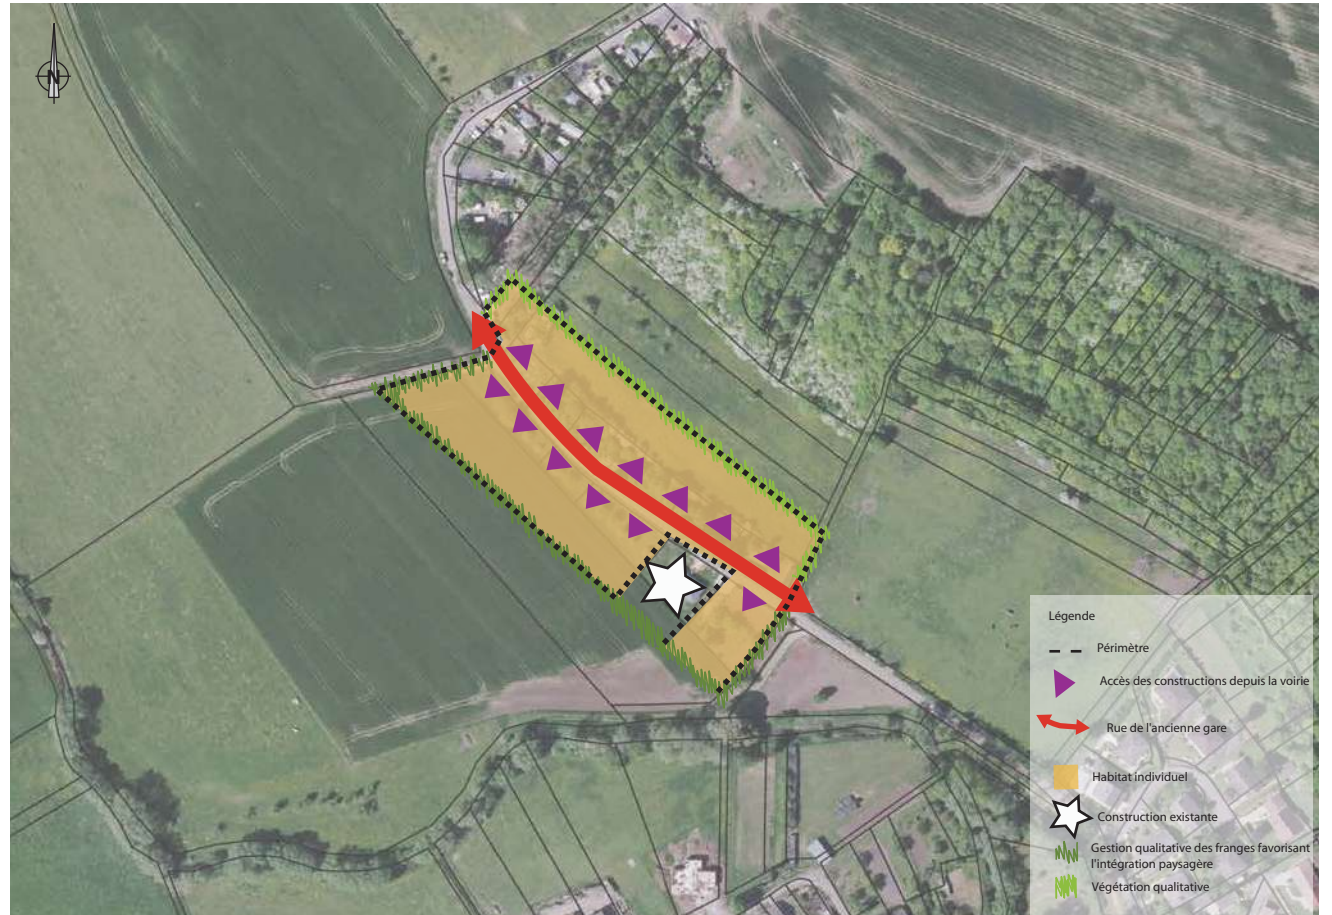 N
Légende
Périmètre
Accès des constructions depuis la voirie
Rue de l'ancienne gare
Habitat individuel
Construction existante
Gestion qualitative des franges favorisant
l'intégration paysagère
Végétation qualitative